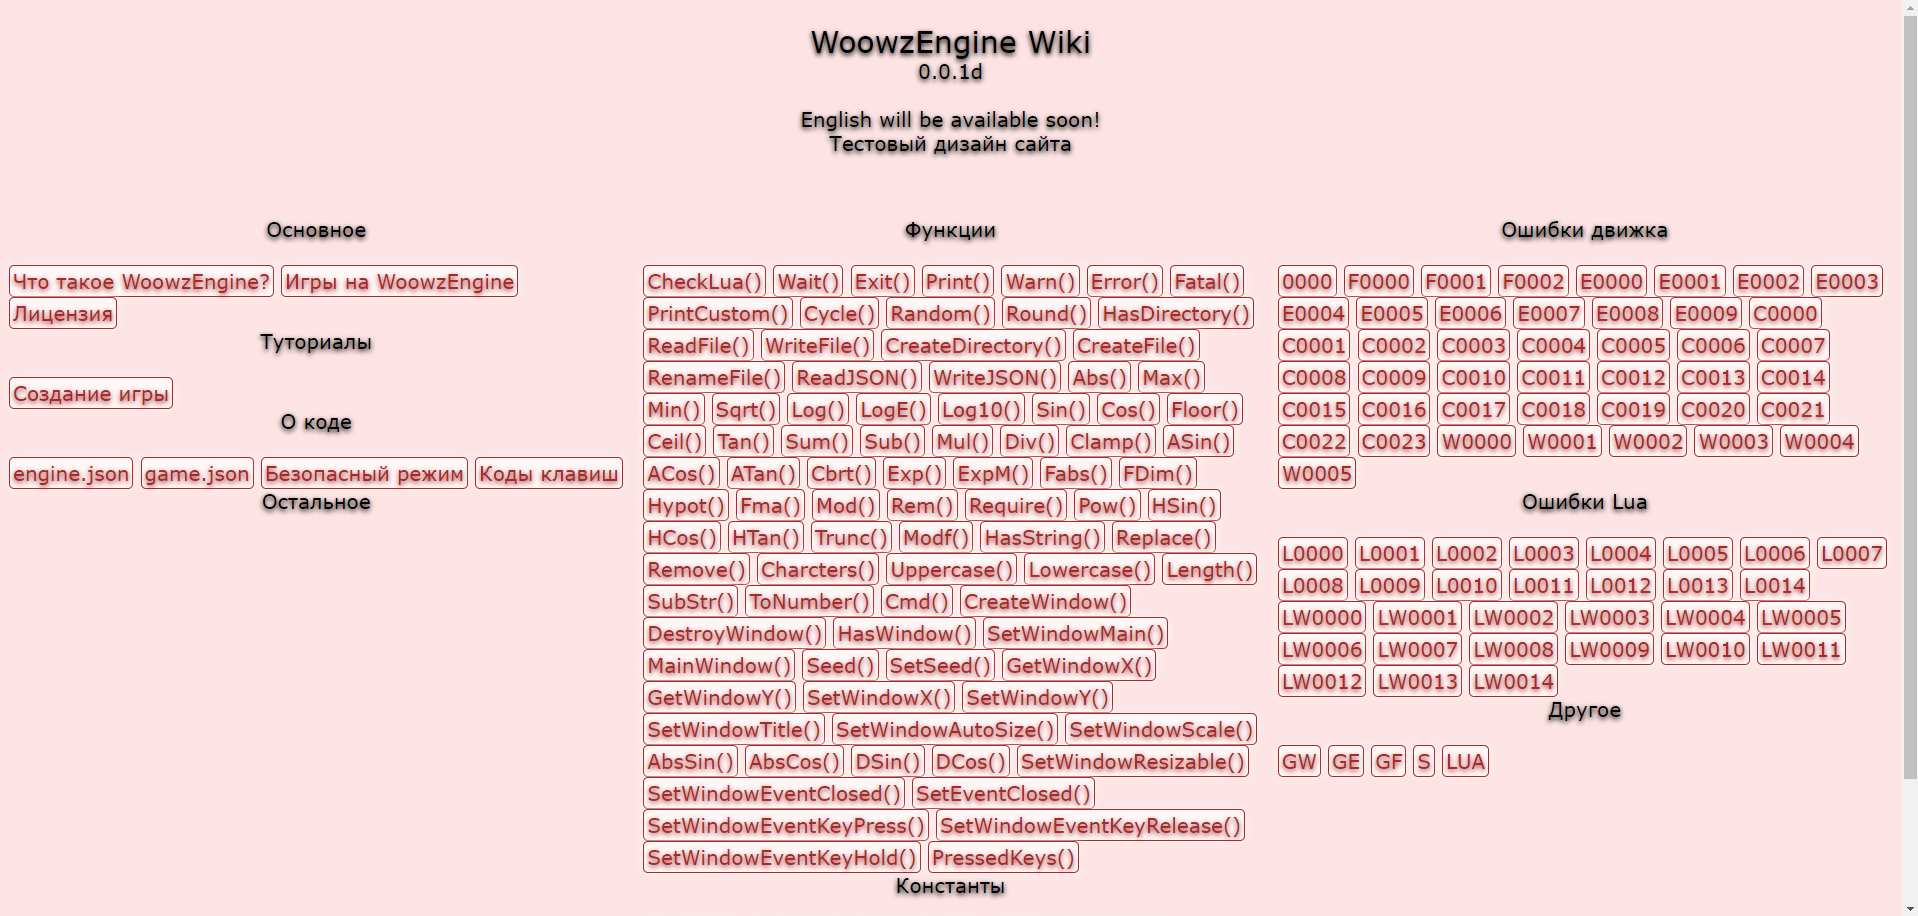 WoowzEngine Wiki
0.0.1d
English will be available soon!
Тестовый дизайн сайта
Основное
Что такое WoowzEngine? Игры на WoowzEngine
Лицензия
Туториалы
Создание игры
О коде
engine.json game.json Безопасный режим Коды клавиш
Остальное
Функции
CheckLua() Wait() Exit() Print() Warn() Error() Fatal()
PrintCustom() Cycle() Random() Round() HasDirectory()
ReadFile() WriteFile() CreateDirectory() CreateFile()
RenameFile() ReadJSON() WriteJSON() Abs() Max()
Min() Sqrt() Log() LogE() Log10() Sin() Cos() Floor()
Ceil() Tan() Sum() Sub() Mul() Div() Clamp() ASin()
ACos() ATan() Cbrt() Exp() ExpM() Fabs() FDim()
Hypot() Fma() Mod() Rem() Require() Pow() HSin()
HCos() HTan() Trunc() Modf() HasString() Replace()
Remove() Charcters() Uppercase() Lowercase() Length()
SubStr() ToNumber() Cmd() CreateWindow()
DestroyWindow() HasWindow() SetWindowMain()
MainWindow() Seed() SetSeed() GetWindowX()
GetWindowY() SetWindowX() SetWindowY()
SetWindowTitle() SetWindowAutoSize() SetWindowScale()
AbsSin() AbsCos() DSin() DCos() SetWindowResizable()
SetWindowEventClosed() SetEventClosed()
SetWindowEventKeyPress() SetWindowEventKeyRelease()
SetWindowEventKeyHold() PressedKeys()
Константы
Ошибки движка
0000 F0000 F0001 F0002 E0000 E0001 E0002 E0003
E0004 E0005 E0006 E0007 E0008 E0009 C0000
C0001 C0002 C0003 C0004 C0005 C0006 C0007
C0008 C0009 C0010 C0011 C0012 C0013 C0014
C0015 C0016 C0017 C0018 C0019 C0020 C0021
C0022 C0023 W0000 W0001 W0002 W0003 W0004
W0005
Ошибки Lua
L0000 L0001 L0002 L0003 L0004 L0005 L0006 L0007
L0008 L0009 L0010 L0011 L0012 L0013 L0014
LW0000 LW0001 LW0002 LW0003 LW0004 LW0005
LW0006 LW0007 LW0008 LW0009 LW0010 LW0011
LW0012 LW0013 LW0014
Другое
GW GE GF S LUA